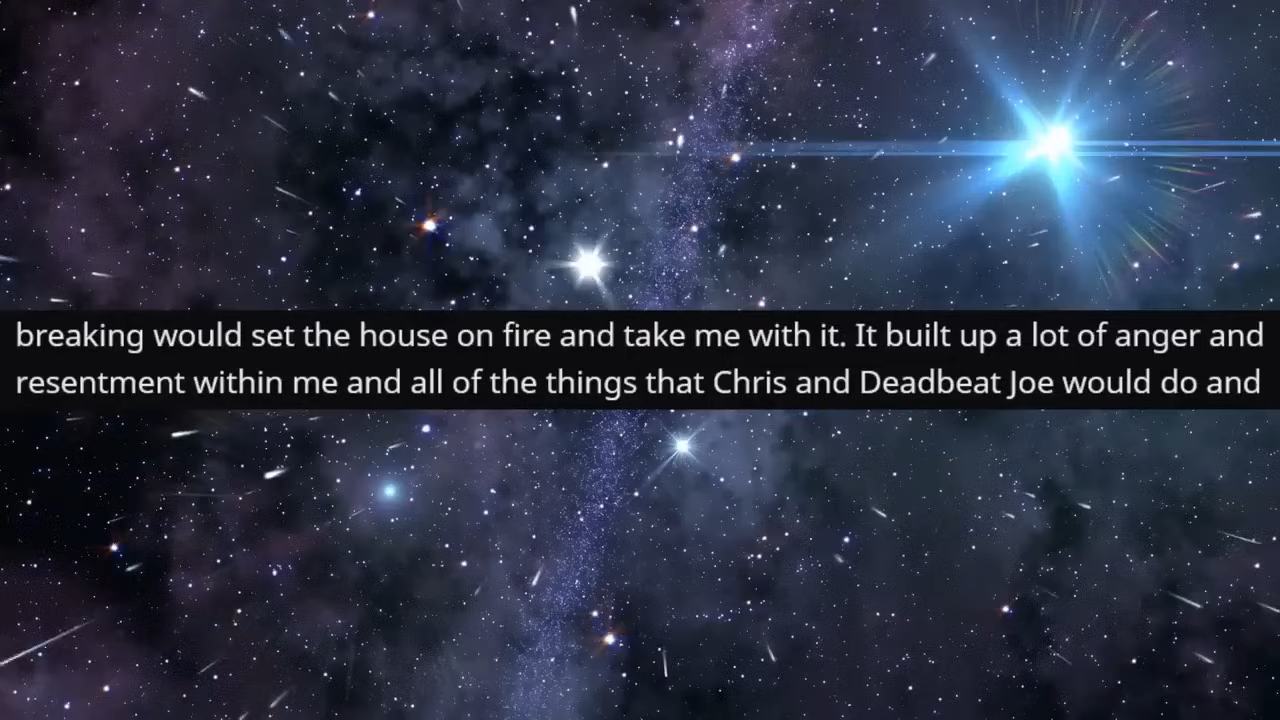 breaking would set the house on fire and take me with it. It built up a lot of anger and
resentment within me and all of the things that Chris and Deadbeat Joe would do and